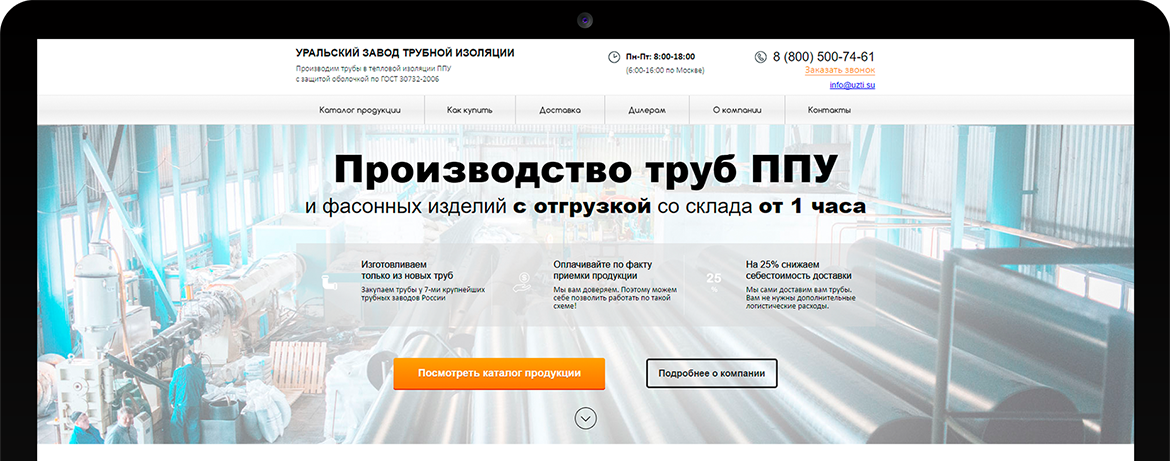 УРАЛЬСКИЙ ЗАВОД ТРУБНОЙ ИЗОЛЯЦИИ
Производим трубы в тепловой изоляции ППУ
с защитой оболочкой по ГОСТ 30732-2006
Пн-Пт: 8:00-18:00
(6:00-16:00 по Москве)
8 (800) 500-74-61
Заказать звонок
info@uzti.su
Каталог продукции
Как купить
Доставка
Дилерам
О компании
Контакты
Производство труб ППУ
и фасонных изделий с отгрузкой со склада от 1 часа
Изготовливаем
только из новых труб
Закупаем трубы у 7-ми крупнейших
трубных заводов России
Оплачивайте по факту
приемки продукции
Мы вам доверяем. Поэтому можем
себе позволить работать по такой
схеме!
25
%
На 25% снижаем
себестоимость доставки
Мы сами доставим вам трубы.
Вам не нужны дополнительные
логистические расходы.
Посмотреть каталог продукции
Подробнее о компании